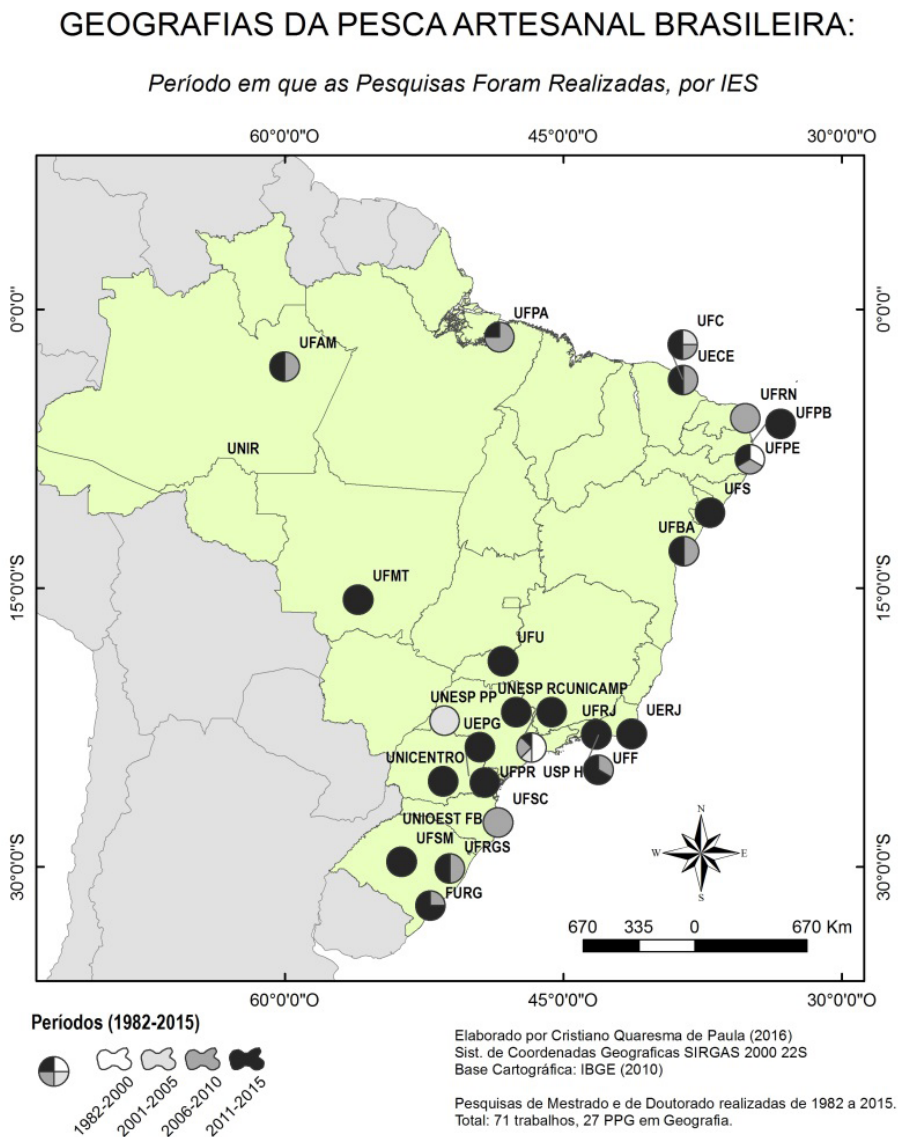 GEOGRAFIAS DA PESCA ARTESANAL BRASILEIRA:
Período em que as Pesquisas Foram Realizadas, por IES
60°0'0"O
45°0'0"O
30°0'0"O
0°0'0"
0°0'0"
UFPA
UFC
UFAM
UECE
UFRN
UFPB
UNIR
UFPE
UFS
UFBA
15°0'0"S
15°0'0"S
UFMT
UFU
UNESP PP
UNESP RC
UNICAMP
UEPG
UFRJ
UERJ
UNICENTRO
UFPR
USP H
UFF
UFSC
UNIOEST FB
UFSM
UFRGS
FURG
30°0'0"S
30°0'0"S
N
W
E
S
670 335 0 670 Km
60°0'0"O
45°0'0"O
30°0'0"O
Períodos (1982-2015)
1982-2000
2001-2005
2006-2010
2011-2015
Elaborado por Cristiano Quaresma de Paula (2016)
Sist. de Coordenadas Geograficas SIRGAS 2000 22S
Base Cartográfica: IBGE (2010)
Pesquisas de Mestrado e de Doutorado realizadas de 1982 a 2015.
Total: 71 trabalhos, 27 PPG em Geografia.